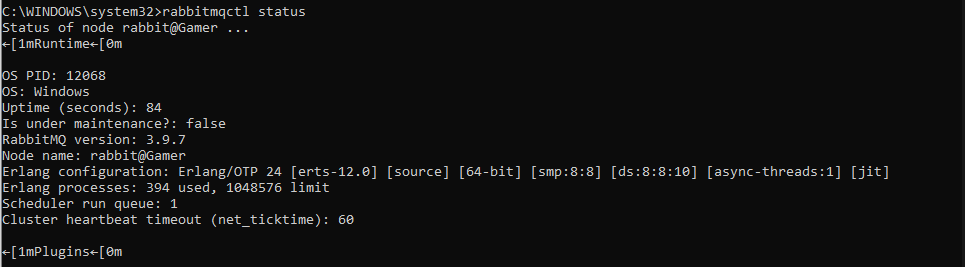 C:\WINDOWS\system32>rabbitmqctl status
Status of node rabbit@Gamer ...
←[1mRuntime←[0m
OS PID: 12068
OS: Windows
Uptime (seconds): 84
Is under maintenance?: false
RabbitMQ version: 3.9.7
Node name: rabbit@Gamer
Erlang configuration: Erlang/OTP 24 [erts-12.0] [source] [64-bit] [smp:8:8] [ds:8:8:10] [async-threads:1] [jit]
Erlang processes: 394 used, 1048576 limit
Scheduler run queue: 1
Cluster heartbeat timeout (net_ticktime): 60
←[1mPlugins←[0m